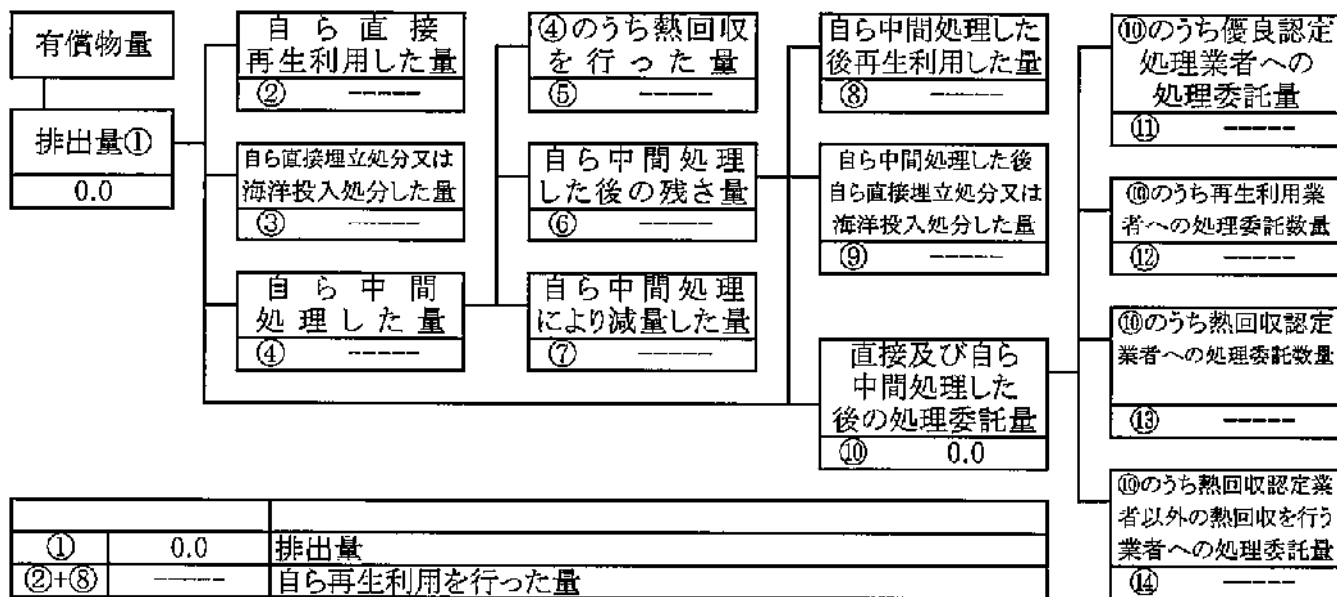 有償物量
排出量①
0.0
自ら直接
再生利用した量
② -----
自ら直接埋立処分又は
海洋投入処分した量
③ -----
自ら中間
処理した量
④ -----
④のうち熱回収
を行った量
⑤ -----
自ら中間処理
した後の残さ量
⑥ -----
自ら中間処理
により減量した量
⑦ -----
自ら中間処理した
後再生利用した量
⑧ -----
自ら中間処理した後
自ら直接埋立処分又は
海洋投入処分した量
⑨ -----
直接及び自ら
中間処理した
後の処理委託量
⑩ 0.0
⑩のうち優良認定
処理業者への
処理委託量
⑪ -----
⑩のうち再生利用業
者への処理委託数量
⑫ -----
⑩のうち熱回収認定
業者への処理委託数量
⑬ -----
⑩のうち熱回収認定業
者以外の熱回収を行う
業者への処理委託量
⑭ -----
① 0.0 排出量
②+⑧ ----- 自ら再生利用を行った量